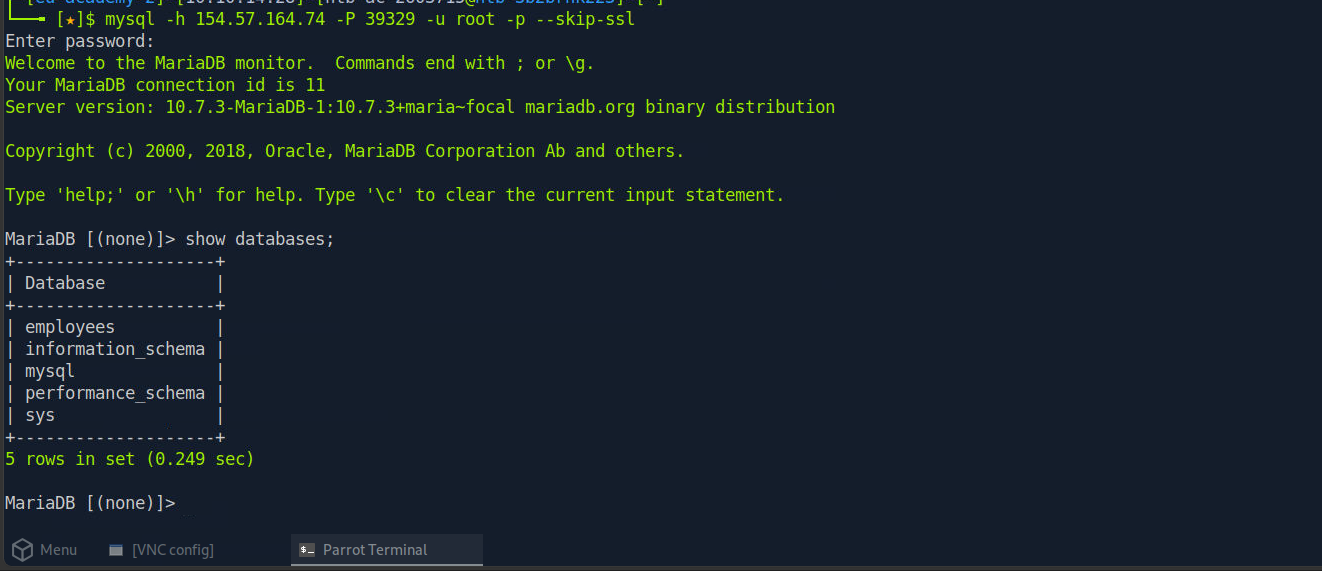 [★]$ mysql -h 154.57.164.74 -P 39329 -u root -p --skip-ssl
Enter password:
Welcome to the MariaDB monitor.  Commands end with ; or \g.
Your MariaDB connection id is 11
Server version: 10.7.3-MariaDB-1:10.7.3+maria~focal mariadb.org binary distribution
Copyright (c) 2000, 2018, Oracle, MariaDB Corporation Ab and others.
Type 'help;' or '\h' for help. Type '\c' to clear the current input statement.
MariaDB [(none)]> show databases;
+--------------------+
| Database           |
+--------------------+
| employees          |
| information_schema |
| mysql              |
| performance_schema |
| sys                |
+--------------------+
5 rows in set (0.249 sec)
MariaDB [(none)]>
Menu [VNC config] Parrot Terminal